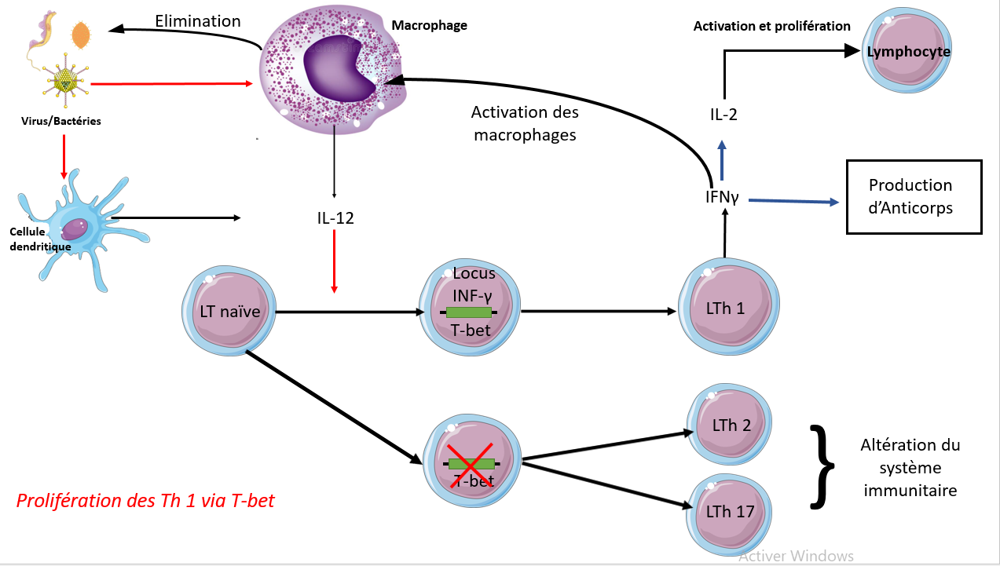 Elimination
Macrophage
Activation et prolifération
Lymphocyte
Virus/Bactéries
Activation des
macrophages
IL-2
IFNγ
Production
d’Anticorps
IL-12
Cellule
dendritique
LT naïve
Locus
INF-γ
T-bet
LTh 1
T-bet
LTh 2
LTh 17
Altération du
système
immunitaire
Prolifération des Th 1 via T-bet
Activer Windows